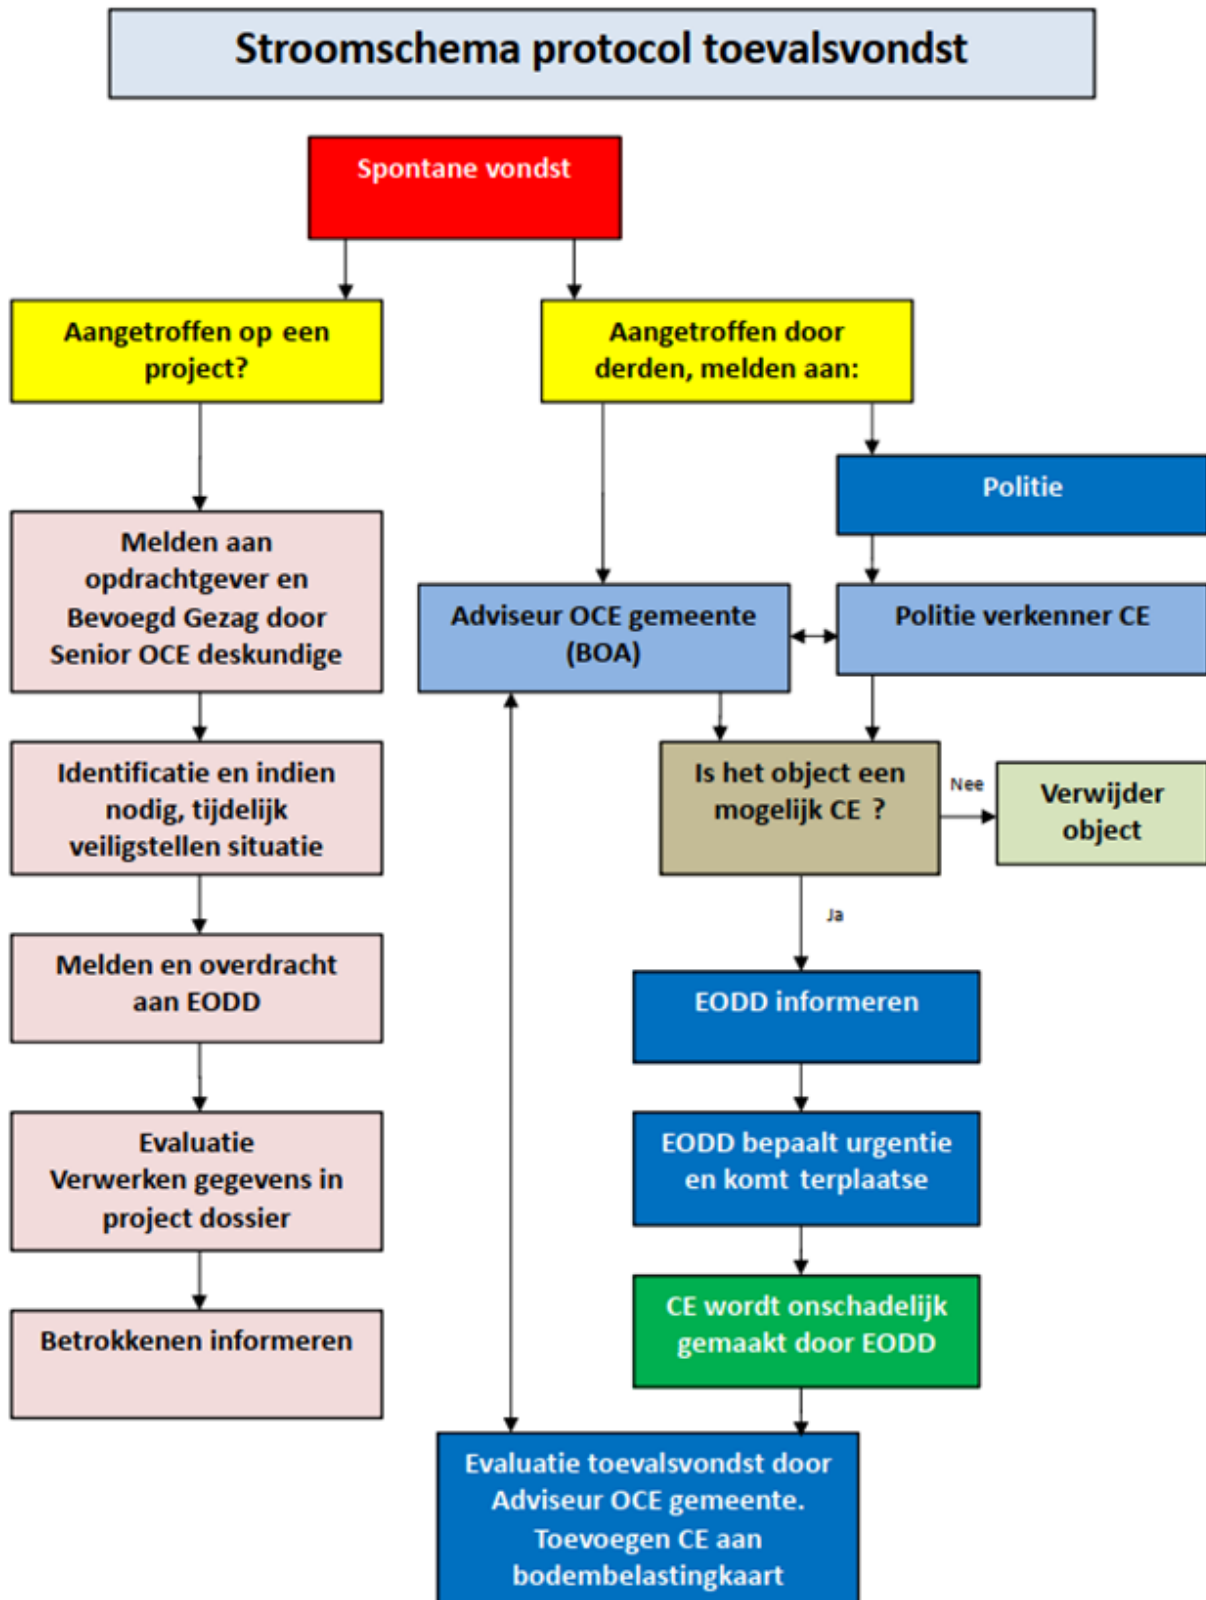 Stroomschema protocol toevalsvondst
Spontane vondst
Aangetroffen op een
project?
Aangetroffen door
derden, melden aan:
Politie
Melden aan
opdrachtgever en
Bevoegd Gezag door
Senior OCE deskundige
Adviseur OCE gemeente
(BOA)
Politie verkenner CE
Identificatie en indien
nodig, tijdelijk
veiligstellen situatie
Is het object een
mogelijk CE ?
Nee
Verwijder
object
Ja
Melden en overdracht
aan EODD
EODD informeren
Evaluatie
Verwerken gegevens in
project dossier
EODD bepaalt urgentie
en komt terplaatse
Betrokkenen informeren
CE wordt onschadelijk
gemaakt door EODD
Evaluatie toevalsvondst door
Adviseur OCE gemeente.
Toevoegen CE aan
bodembelastingkaart